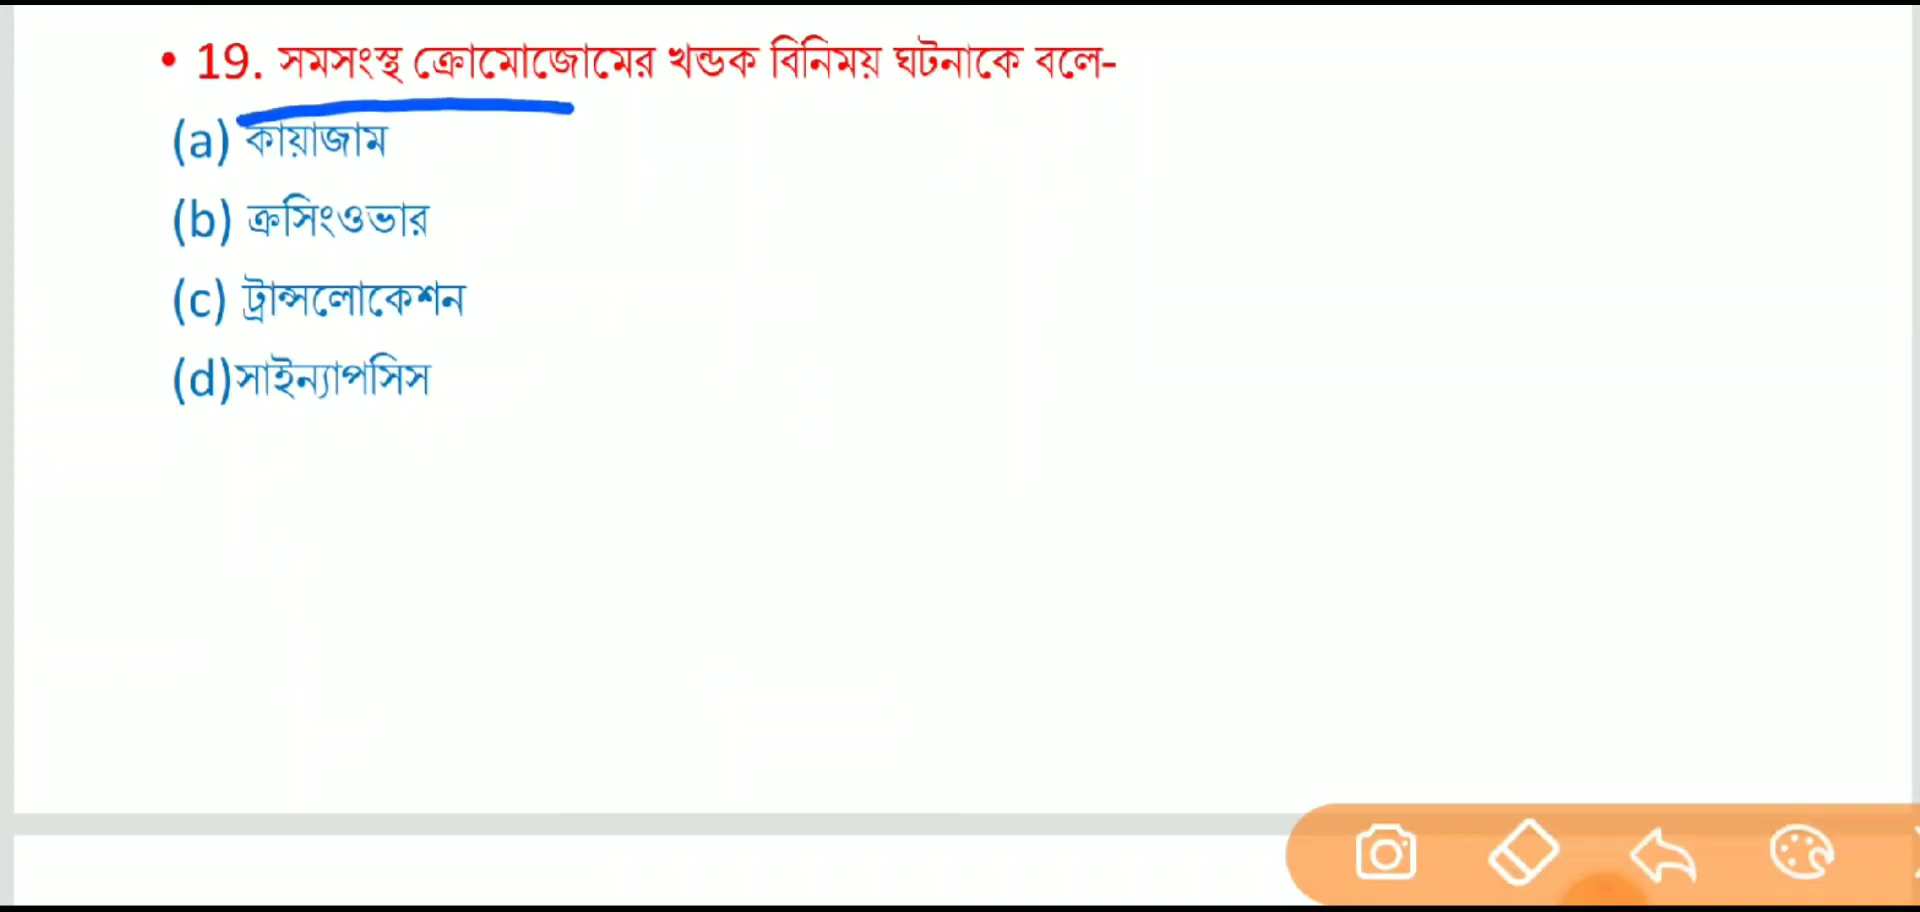 • 19. সমসংস্থ ক্রোমোজোমের খন্ডক বিনিময় ঘটনাকে বলে-
(a) কায়াজাম
(b) ক্রসিংওভার
(c) ট্রান্সলোকেশন
(d)সাইন্যাপসিস